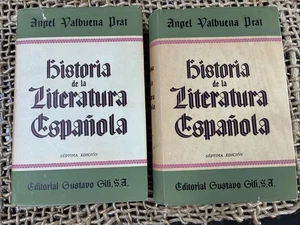 Angel Valbuena Prat
Historia
de la
Literatura
Española
SÉPTIMA EDICIÓN
Editorial Gustavo Gili, S.A.
Angel Valbuena Prat
Historia
de la
Literatura
Española
SÉPTIMA EDICIÓN
Editorial Gustavo Gili, S.A.